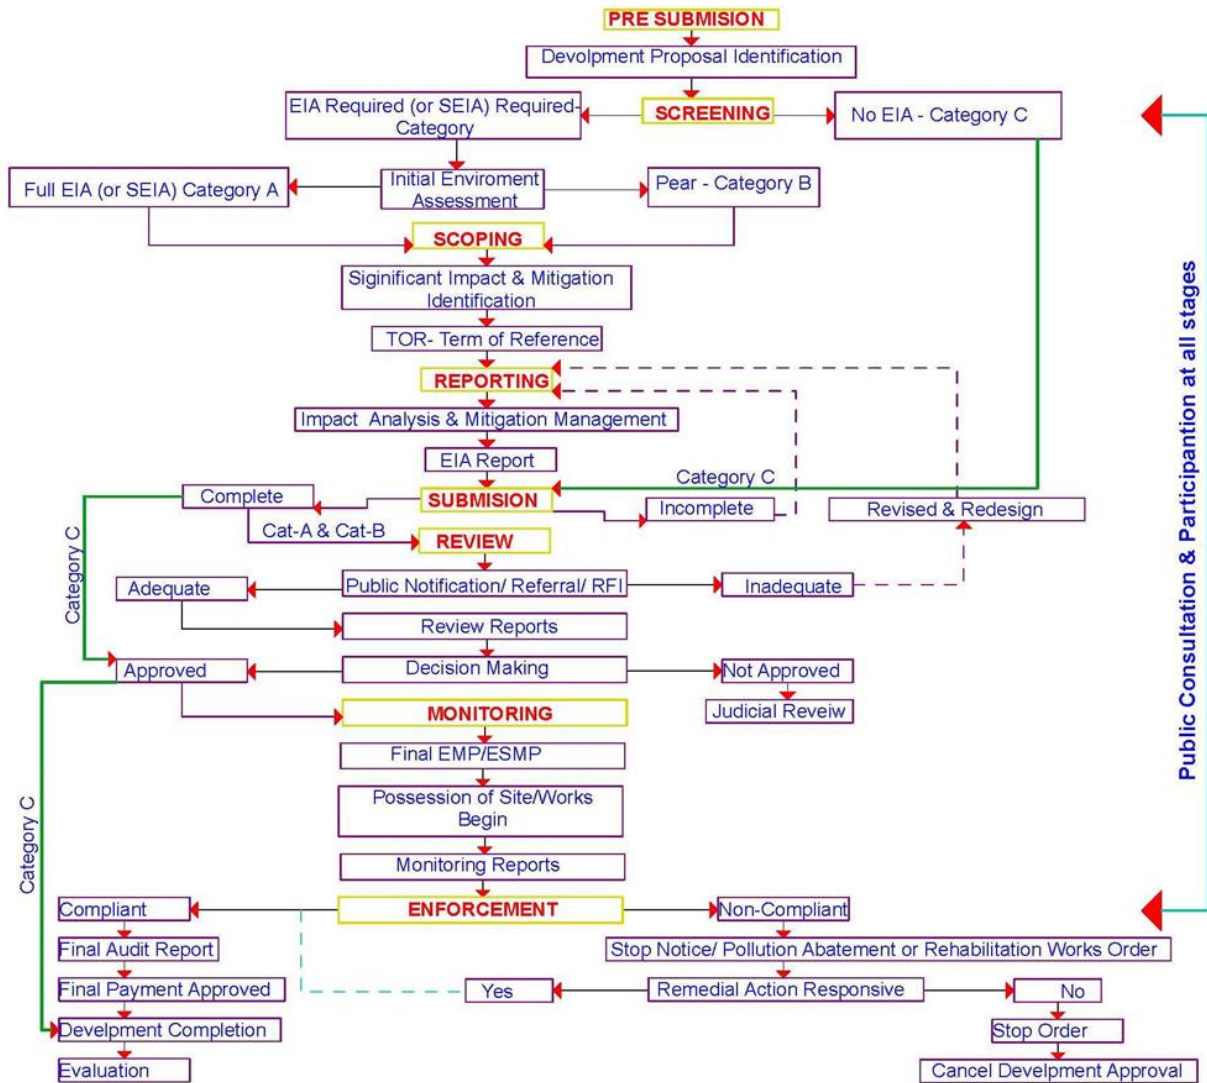 PRE SUBMISION
Devolpment Proposal Identification
EIA Required (or SEIA) Required-
Category
SCREENING
No EIA - Category C
Full EIA (or SEIA) Category A
Initial Enviroment
Assessment
Pear - Category B
SCOPING
Siginificant Impact & Mitigation
Identification
TOR- Term of Reference
REPORTING
Impact Analysis & Mitigation Management
EIA Report
Category C
Complete
SUBMISION
Incomplete
Revised & Redesign
Cat-A & Cat-B
REVIEW
Category C
Adequate
Public Notification/ Referral/ RFI
Inadequate
Review Reports
Approved
Decision Making
Not Approved
Judicial Reveiw
MONITORING
Final EMP/ESMP
Possession of Site/Works
Begin
Monitoring Reports
Category C
Compliant
ENFORCEMENT
Non-Compliant
Final Audit Report
Stop Notice/ Pollution Abatement or Rehabilitation Works Order
Final Payment Approved
Yes
Remedial Action Responsive
No
Develpment Completion
Stop Order
Evaluation
Cancel Develpment Approval
Public Consultation & Participantion at all stages